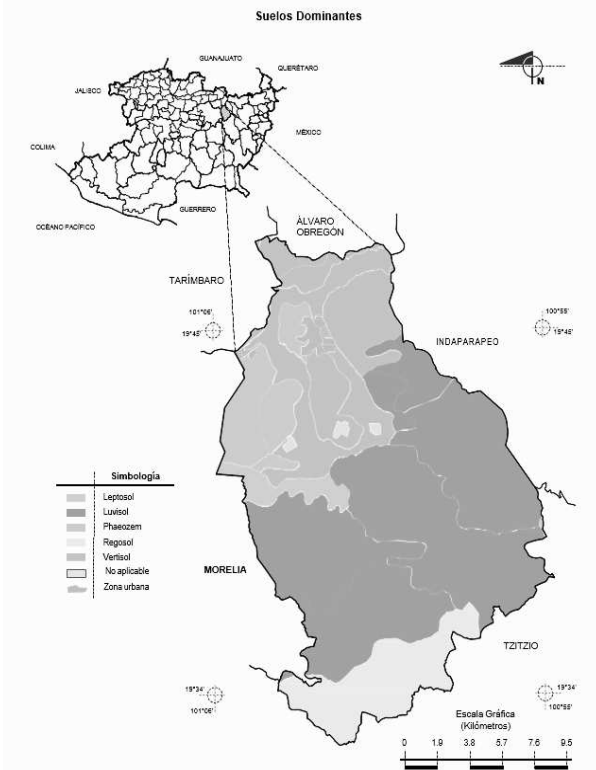 Suelos Dominantes
GUANAJUATO
QUERÉTARO
JALISCO
N
MÉXICO
COLIMA
GUERRERO
OCÉANO PACÍFICO
ÁLVARO
OBREGÓN
TARÍMBARO
101°06'
19°45'
100°55'
19°45'
INDAPARAPEO
Simbología
Leptosol
Luvisol
Phaeozem
Regosol
Vertisol
No aplicable
Zona urbana
MORELIA
TZITZIO
19°34'
101°06'
19°34'
100°55'
Escala Gráfica
(Kilómetros)
0 1.9 3.8 5.7 7.6 9.5